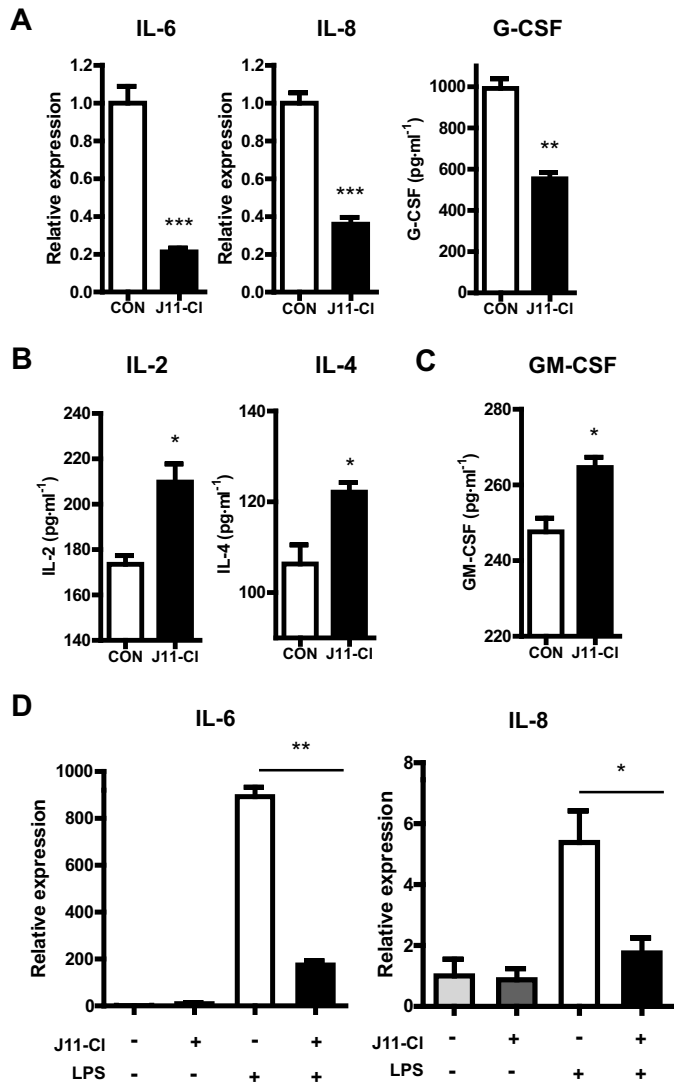 A
IL-6
IL-8
G-CSF
Relative expression
1.2
1.0
0.8
0.6
0.4
0.2
0.0
***
CON J11-Cl
Relative expression
1.2
1.0
0.8
0.6
0.4
0.2
0.0
***
CON J11-Cl
G-CSF (pg·ml⁻¹)
1000
800
600
400
200
0
**
CON J11-Cl
B
IL-2
IL-4
C
GM-CSF
IL-2 (pg·ml⁻¹)
240
220
200
180
160
140
*
CON J11-Cl
IL-4 (pg·ml⁻¹)
140
120
100
*
CON J11-Cl
GM-CSF (pg·ml⁻¹)
280
260
240
220
*
CON J11-Cl
D
IL-6
IL-8
Relative expression
1000
800
600
400
200
0
**
J11-Cl - + - +
LPS - - + +
Relative expression
8
6
4
2
0
*
J11-Cl - + - +
LPS - - + +